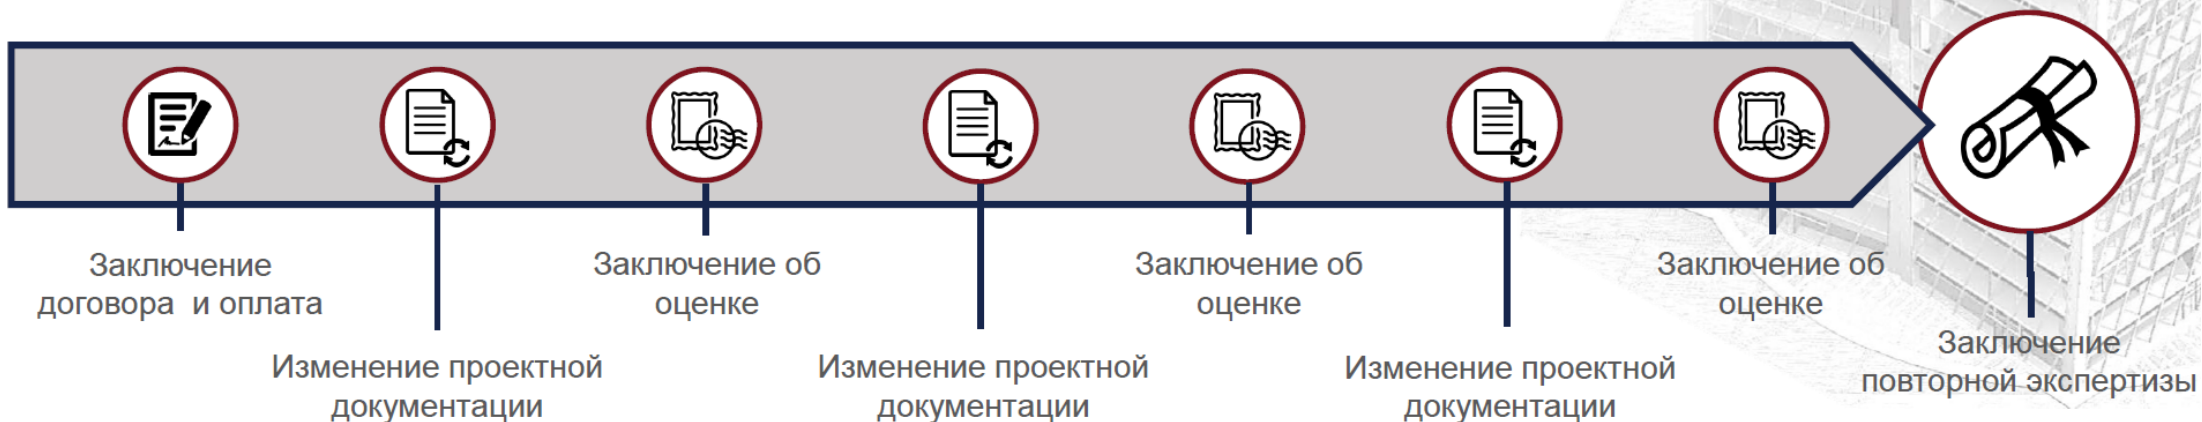 Заключение
договора и оплата
Изменение проектной
документации
Заключение об
оценке
Изменение проектной
документации
Заключение об
оценке
Изменение проектной
документации
Заключение об
оценке
Заключение
повторной экспертизы